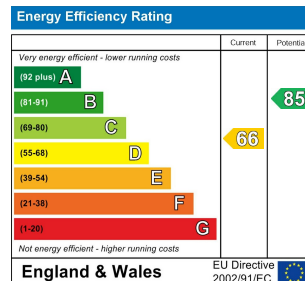 Energy Efficiency Rating
Current Potential
Very energy efficient - lower running costs
(92 plus) A
(81-91) B
(69-80) C
(55-68) D
(39-54) E
(21-38) F
(1-20) G
66
85
Not energy efficient - higher running costs
England & Wales
EU Directive
2002/91/EC